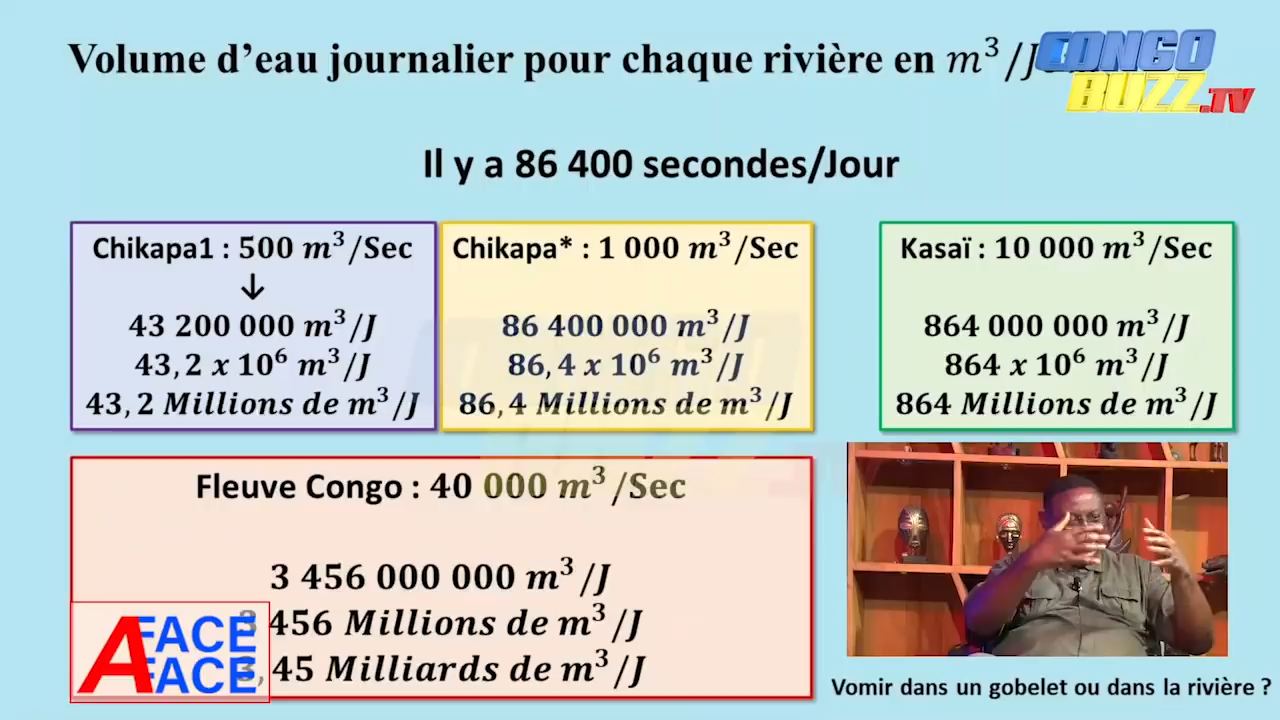 Volume d'eau journalier pour chaque rivière en m³/J
CONGO
BUZZ.TV
Il y a 86 400 secondes/Jour
Chikapa1 : 500 m³/Sec
↓
43 200 000 m³/J
43,2 x 10⁶ m³/J
43,2 Millions de m³/J
Chikapa* : 1 000 m³/Sec
86 400 000 m³/J
86,4 x 10⁶ m³/J
86,4 Millions de m³/J
Kasaï : 10 000 m³/Sec
864 000 000 m³/J
864 x 10⁶ m³/J
864 Millions de m³/J
Fleuve Congo : 40 000 m³/Sec
3 456 000 000 m³/J
3 456 Millions de m³/J
3,45 Milliards de m³/J
A FACE
FACE
Vomir dans un gobelet ou dans la rivière ?